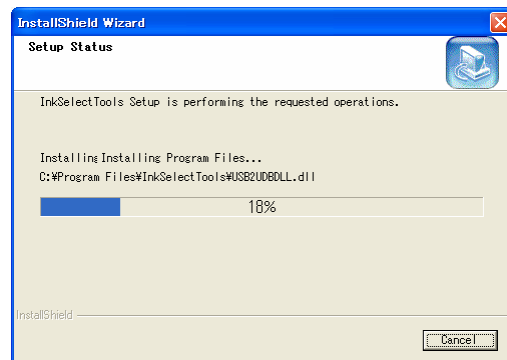 InstallShield Wizard
Setup Status
InkSelectTools Setup is performing the requested operations.
Installing Installing Program Files...
C:¥Program Files¥InkSelectTools¥USB2UDBDLL.dll
18%
InstallShield
Cancel